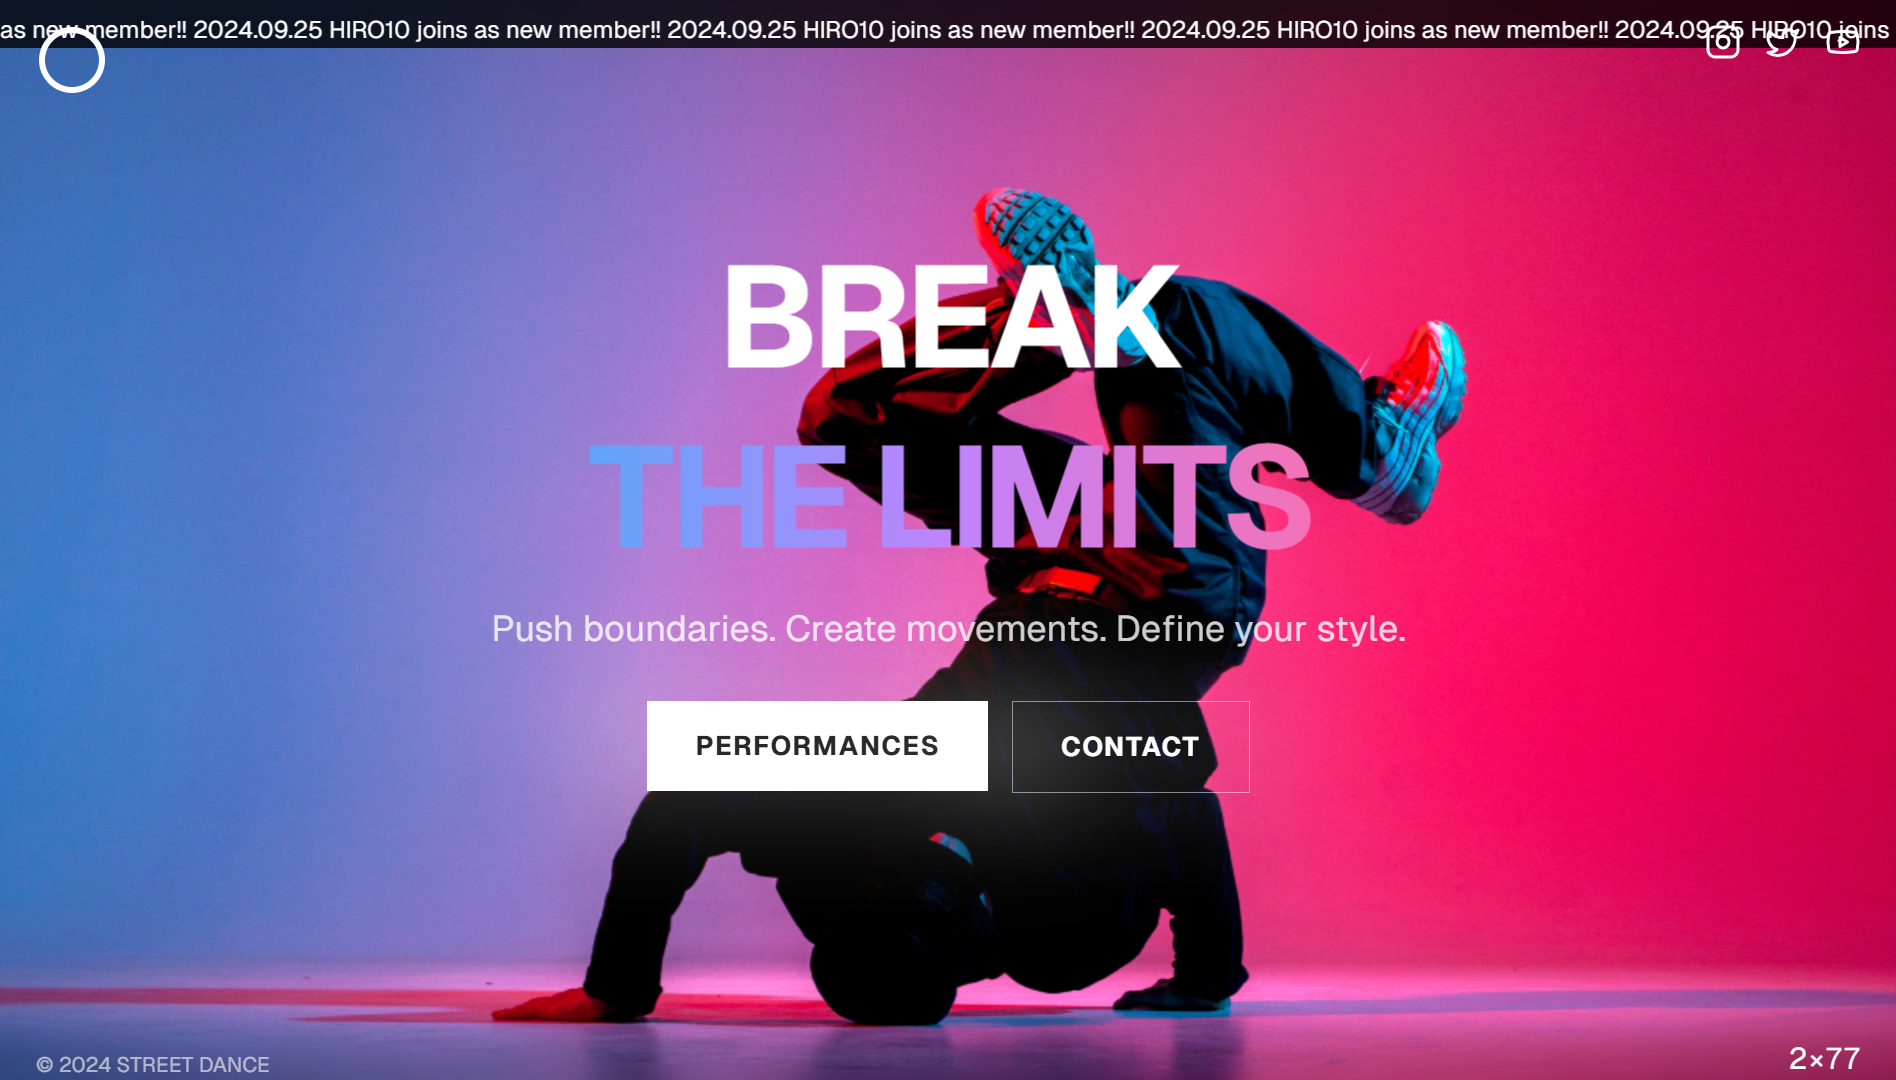 as new member!! 2024.09.25 HIRO10 joins as new member!! 2024.09.25 HIRO10 joins as new member!! 2024.09.25 HIRO10 joins as new member!! 2024.09.25 HIRO10 joins
BREAK
THE LIMITS
Push boundaries. Create movements. Define your style.
PERFORMANCES
CONTACT
© 2024 STREET DANCE
2×77